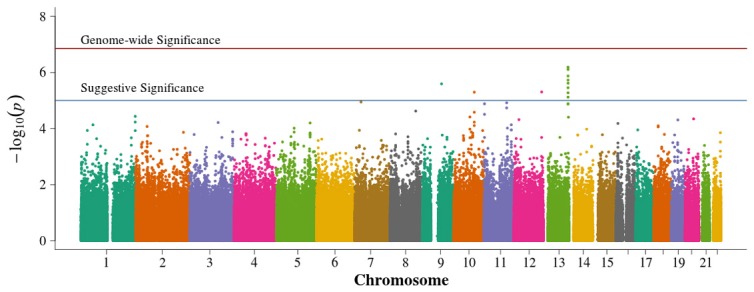 8
Genome-wide Significance
6
Suggestive Significance
4
2
0
−log10(p)
1 2 3 4 5 6 7 8 9 10 11 12 13 14 15 17 19 21
Chromosome